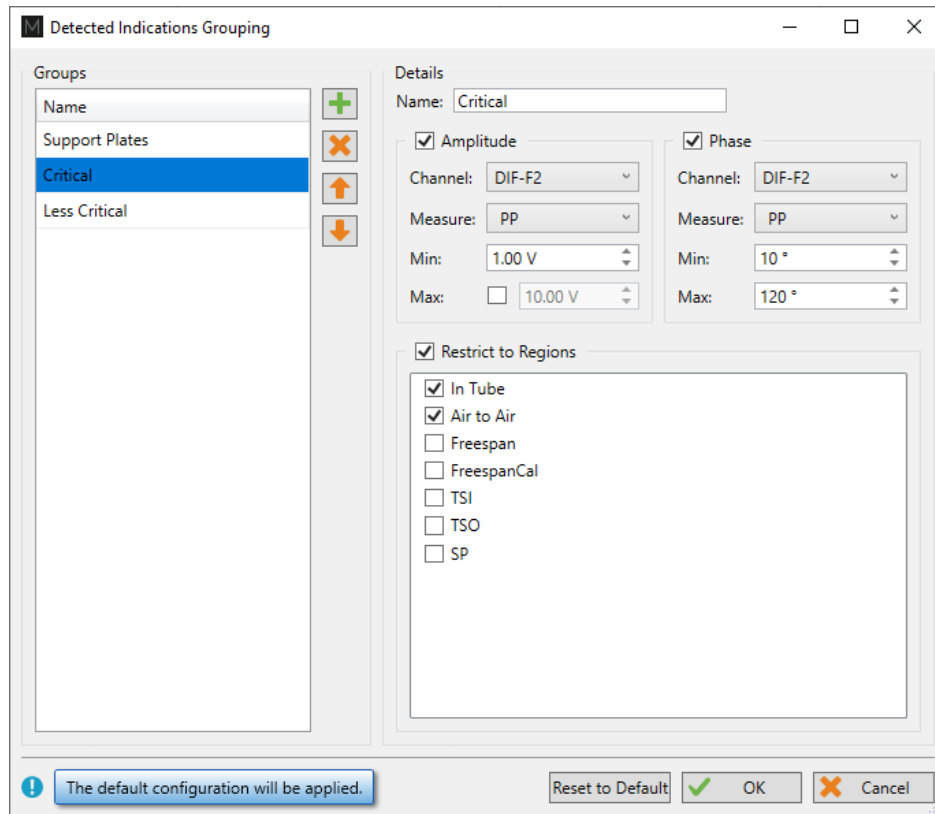 M Detected Indications Grouping
Groups
Name
Support Plates
Critical
Less Critical
Details
Name: Critical
Amplitude
Channel: DIF-F2
Measure: PP
Min: 1.00 V
Max: 10.00 V
Phase
Channel: DIF-F2
Measure: PP
Min: 10 °
Max: 120 °
Restrict to Regions
In Tube
Air to Air
Freespan
FreespanCal
TSI
TSO
SP
The default configuration will be applied.
Reset to Default
OK
Cancel